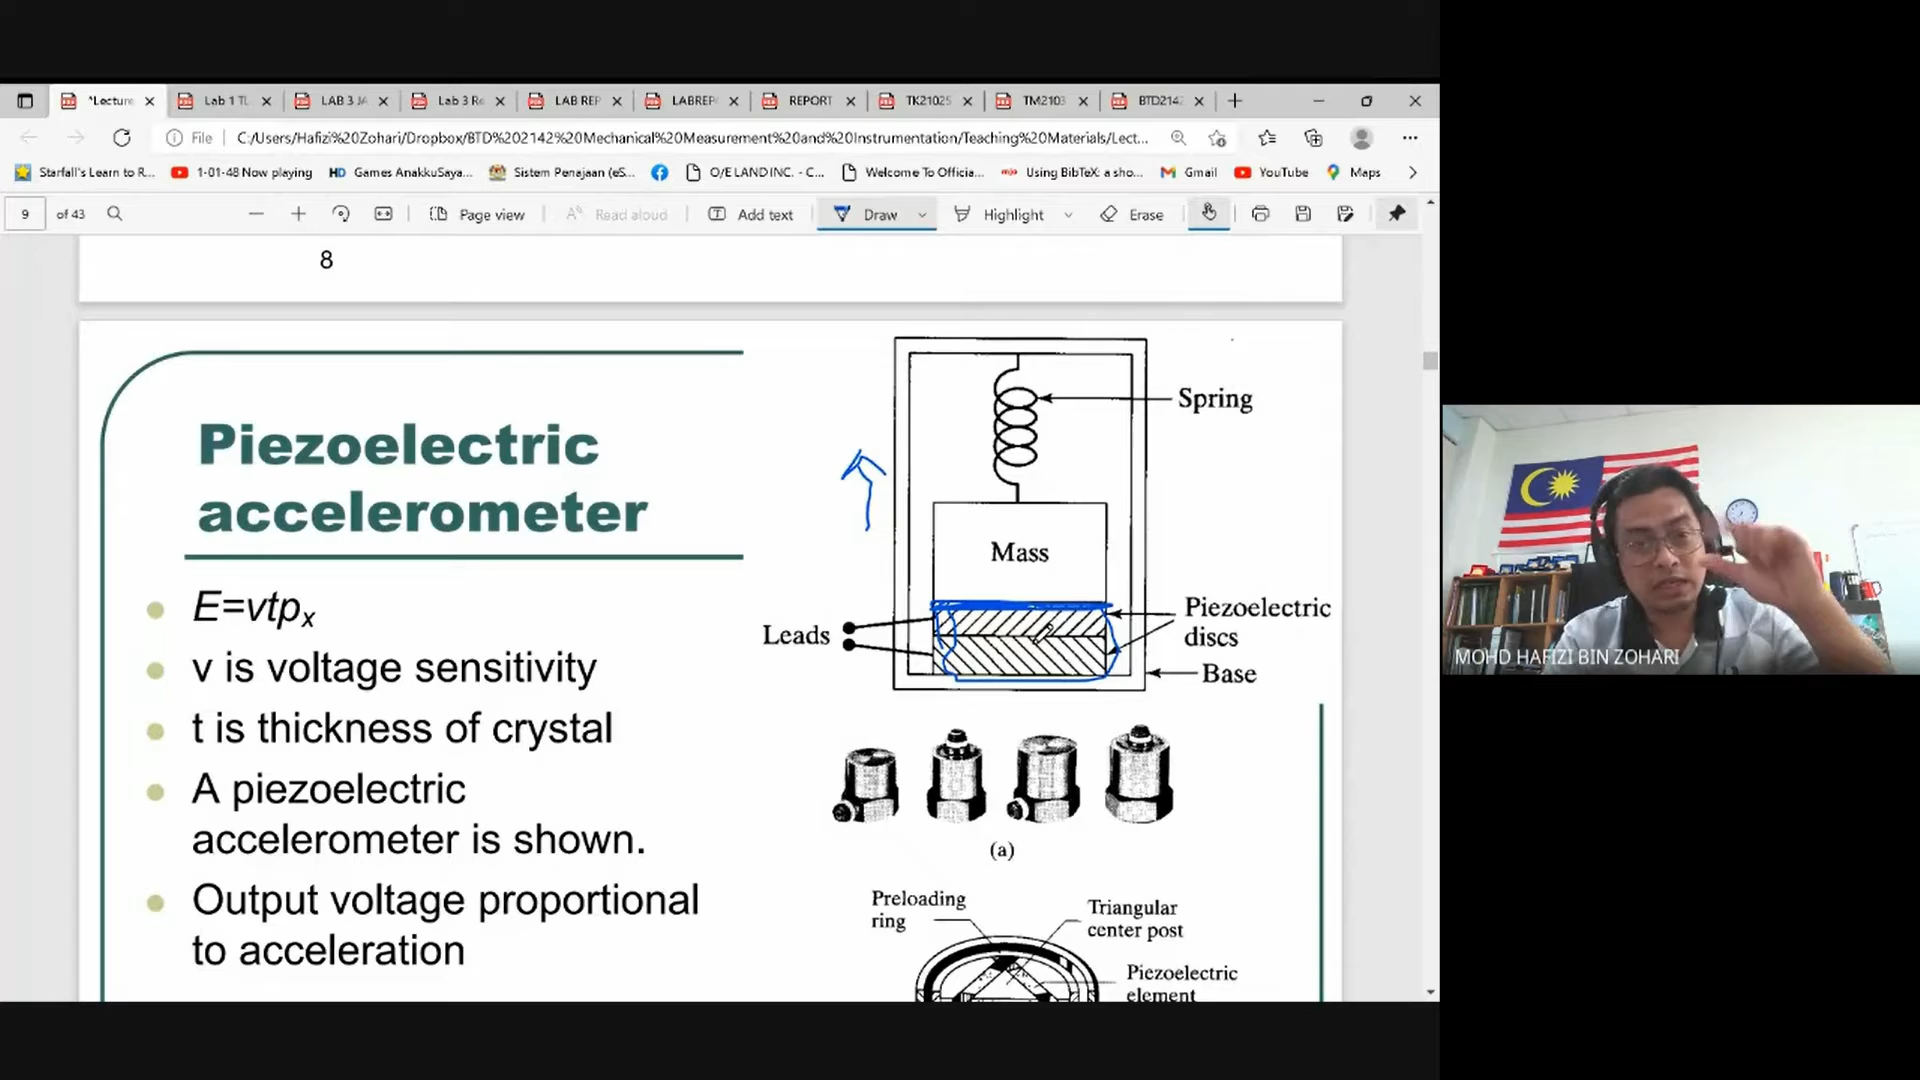 *Lecture
Lab 1 TL
LAB 3 JA
Lab 3 Re
LAB REP
LABREP
REPORT
TK21025
TM2103
BTD2142
File C:/Users/Hafizi%20Zohari/Dropbox/BTD%202142%20Mechanical%20Measurement%20and%20Instrumentation/Teaching%20Materials/Lect...
Starfall's Learn to R...
1-01-48 Now playing
HD Games AnakkuSaya...
Sistem Penajaan (eS...
O/E LAND INC. - C...
Welcome To Officia...
Using BibTeX: a sho...
Gmail
YouTube
Maps
9 of 43
Page view
Read aloud
Add text
Draw
Highlight
Erase
8
Piezoelectric
accelerometer
E=vtpx
v is voltage sensitivity
t is thickness of crystal
A piezoelectric
accelerometer is shown.
Output voltage proportional
to acceleration
Spring
Mass
Leads
Piezoelectric
discs
Base
(a)
Preloading
ring
Triangular
center post
Piezoelectric
element
MOHD HAFIZI BIN ZOHARI